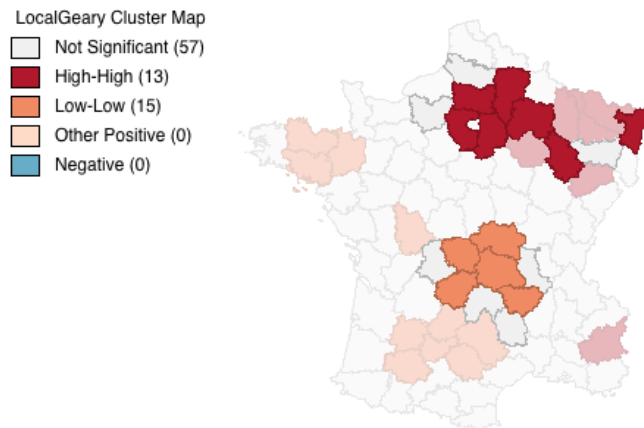 LocalGeary Cluster Map
Not Significant (57)
High-High (13)
Low-Low (15)
Other Positive (0)
Negative (0)